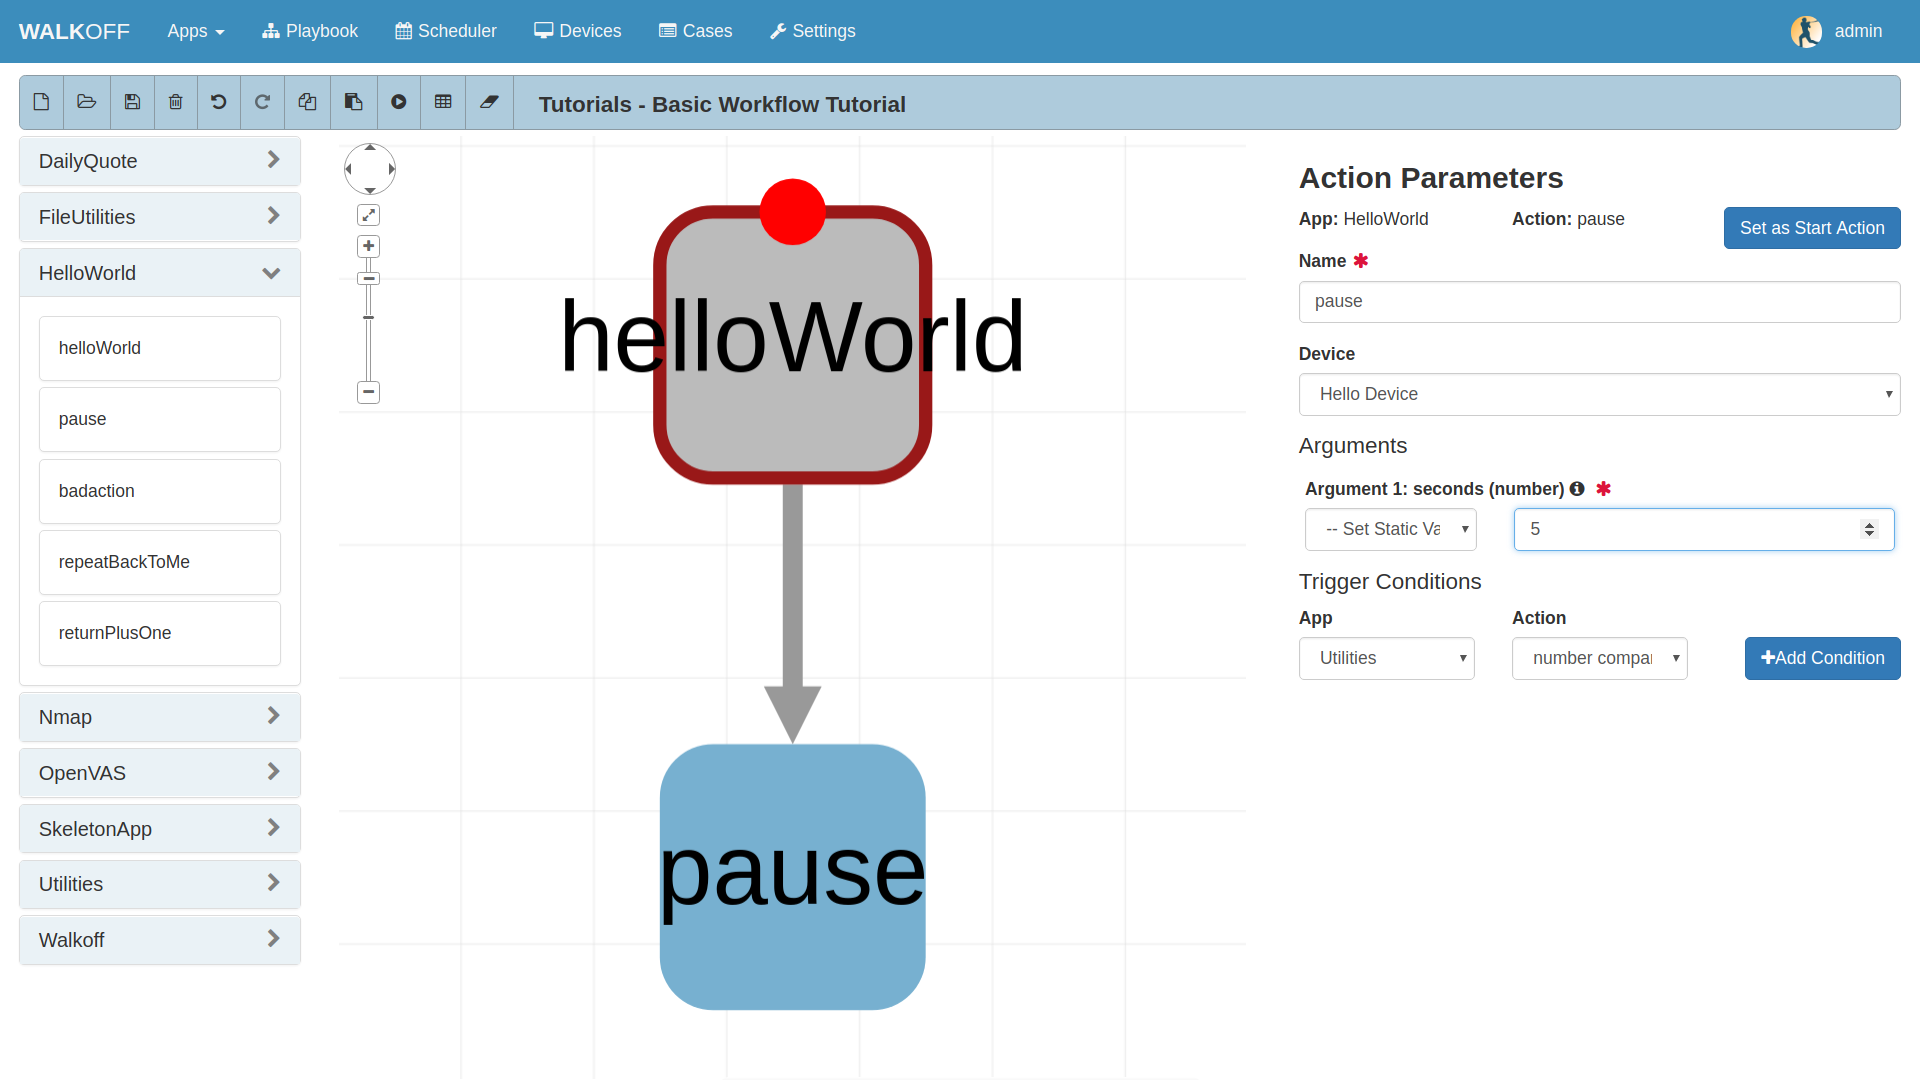 WALKOFF Apps Playbook Scheduler Devices Cases Settings admin
Tutorials - Basic Workflow Tutorial
DailyQuote
FileUtilities
HelloWorld
helloWorld
pause
badaction
repeatBackToMe
returnPlusOne
Nmap
OpenVAS
SkeletonApp
Utilities
Walkoff
helloWorld
pause
Action Parameters
App: HelloWorld Action: pause Set as Start Action
Name *
pause
Device
Hello Device
Arguments
Argument 1: seconds (number) *
-- Set Static Va 5
Trigger Conditions
App Action
Utilities number compar +Add Condition